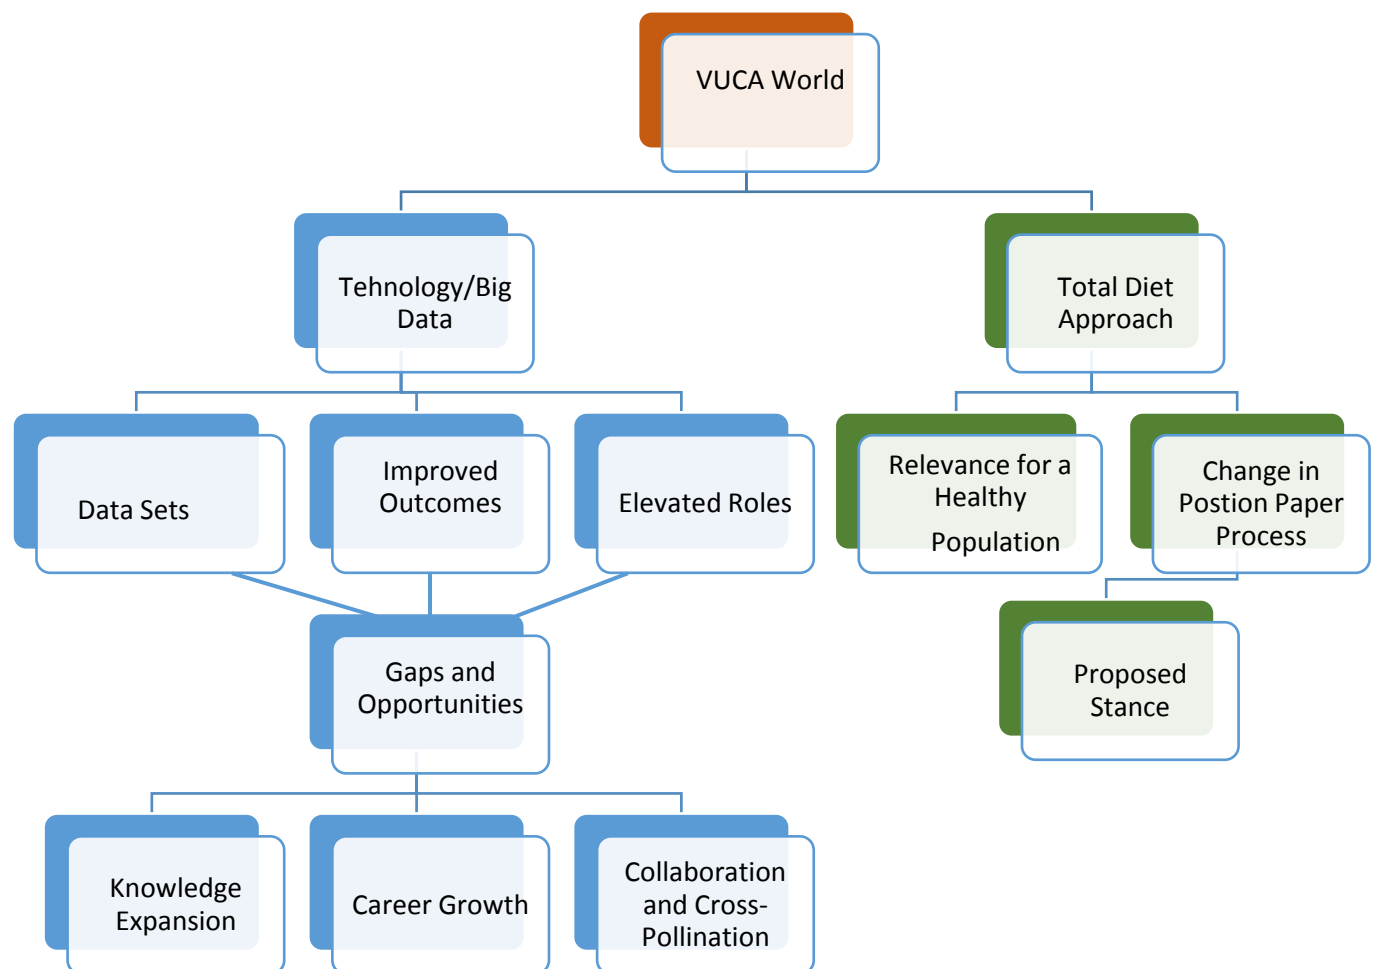 VUCA World
Tehnology/Big
Data
Total Diet
Approach
Data Sets
Improved
Outcomes
Elevated Roles
Relevance for a
Healthy
Population
Change in
Postion Paper
Process
Gaps and
Opportunities
Proposed
Stance
Knowledge
Expansion
Career Growth
Collaboration
and Cross-
Pollination